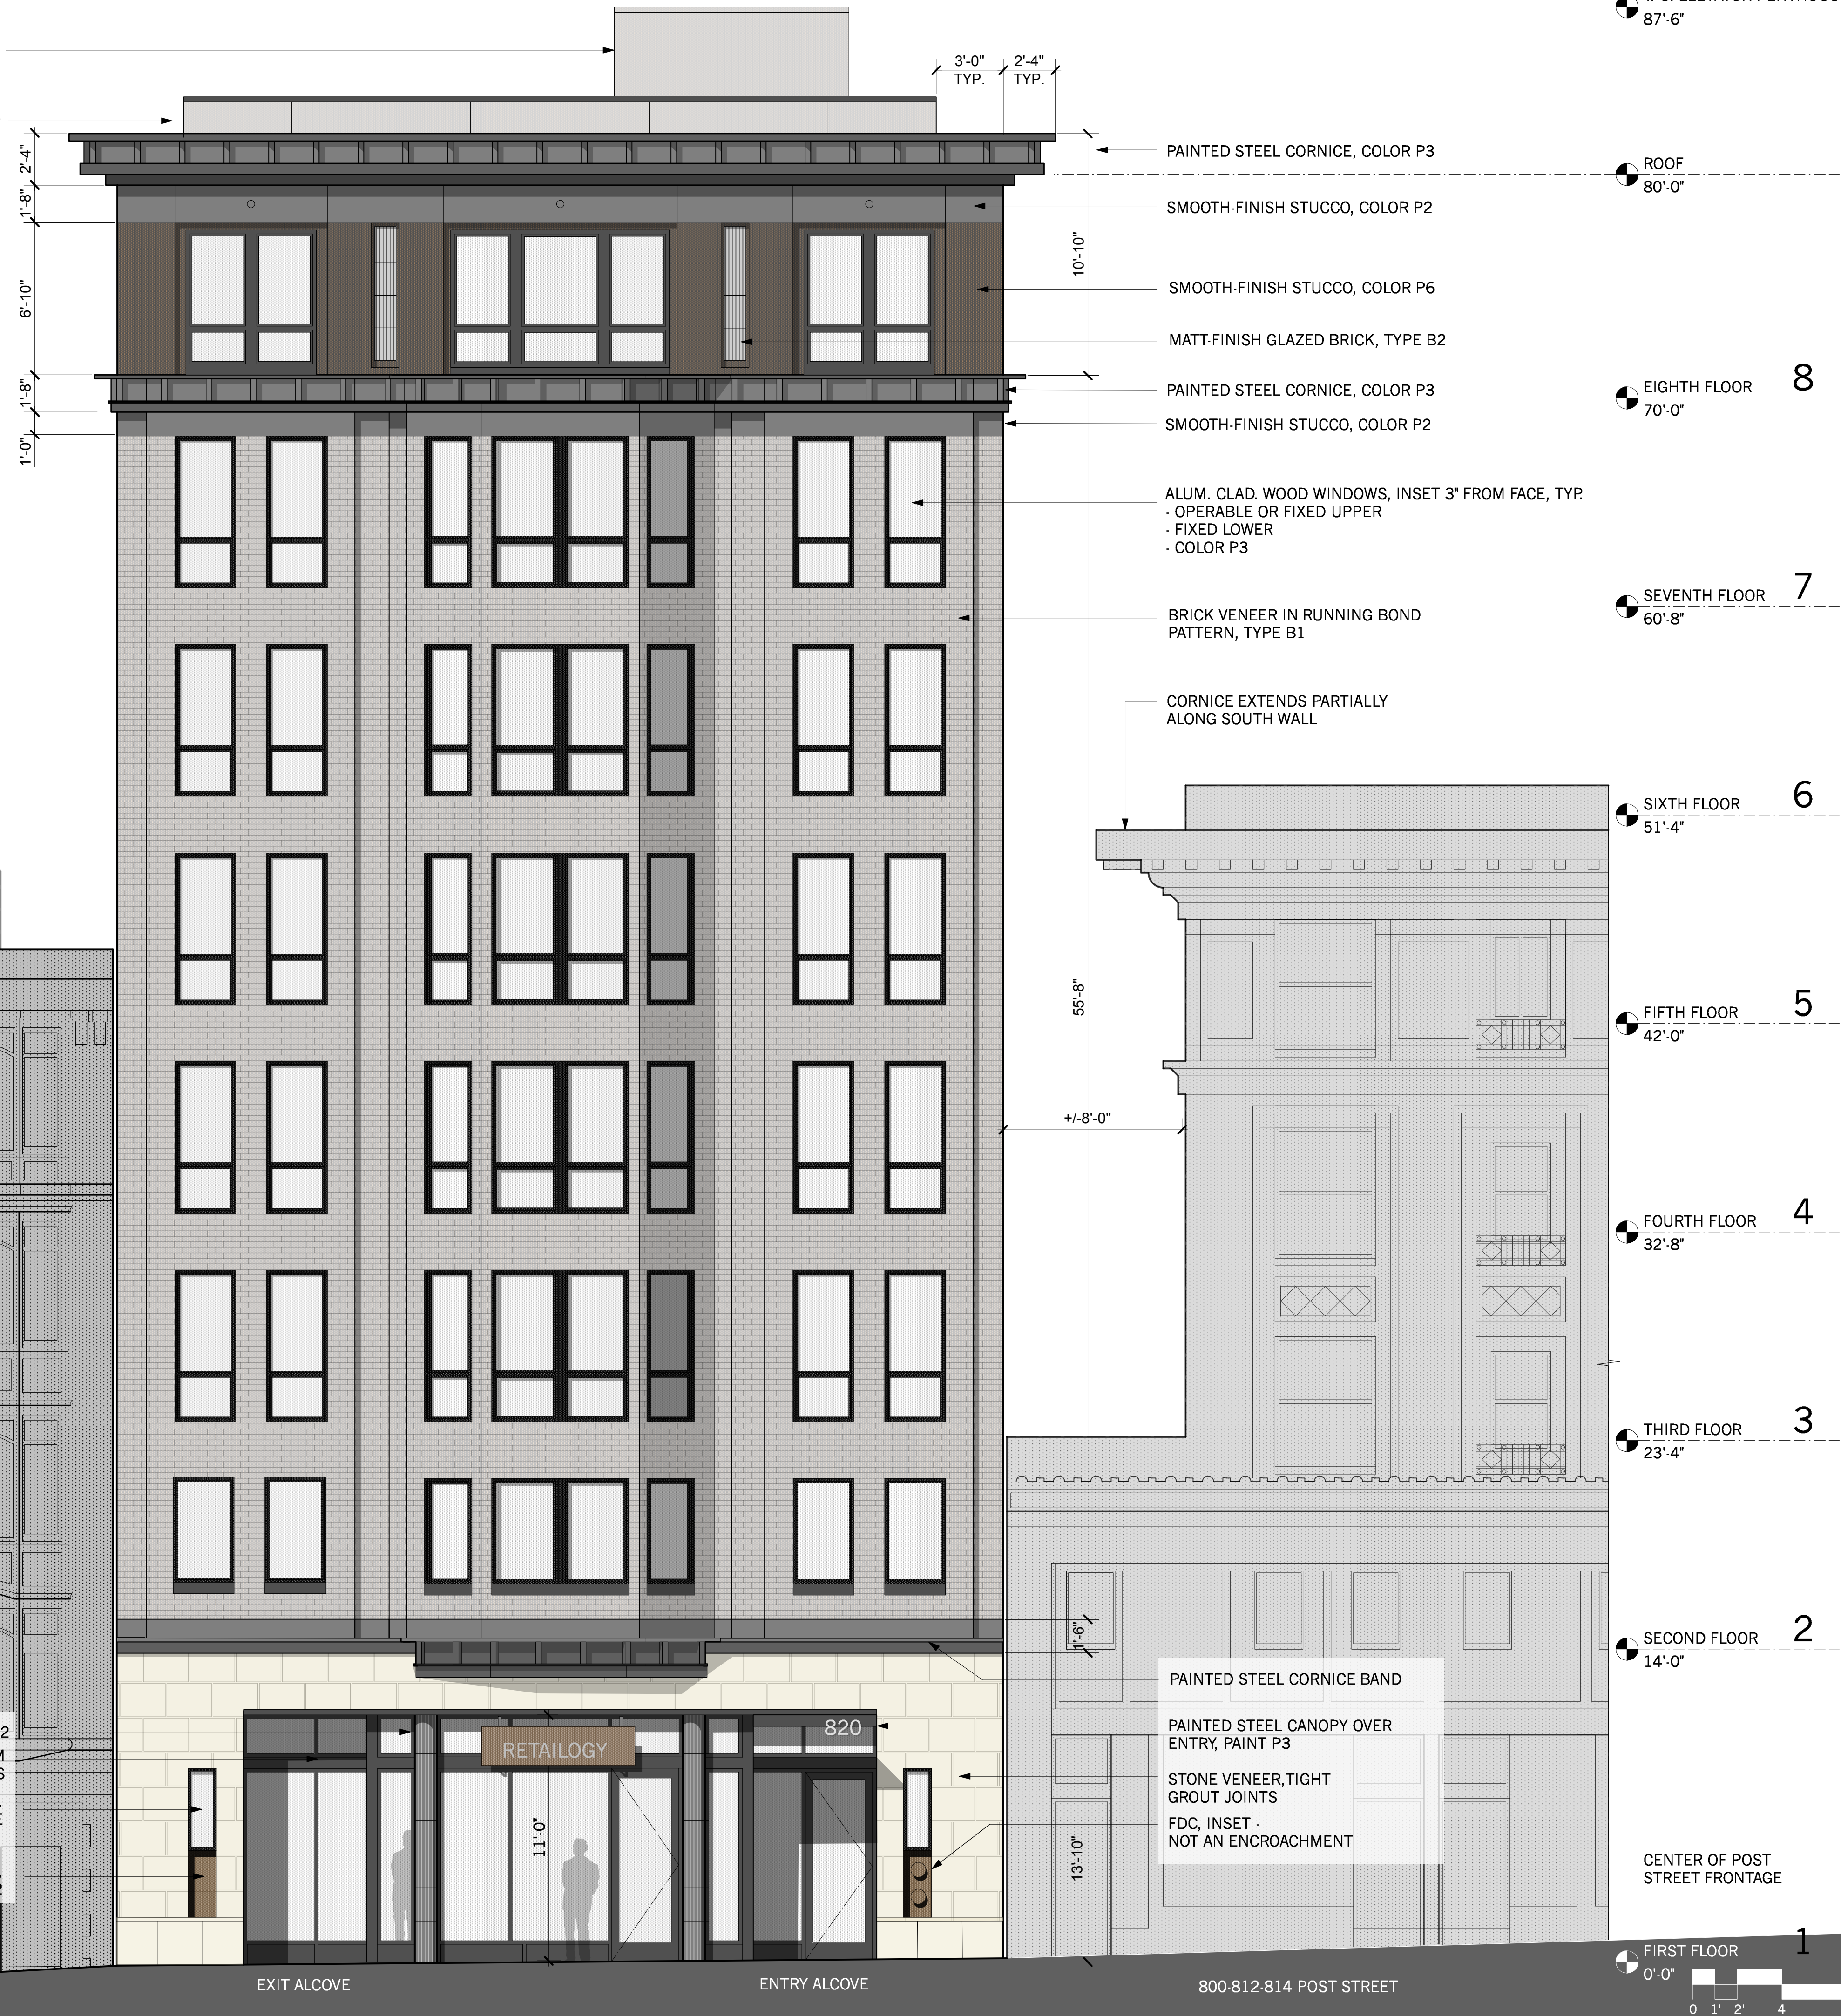 87'-6"
3'-0"
TYP.
2'-4"
TYP.
2'-4"
1'-8"
6'-10"
1'-8"
1'-0"
10'-10"
PAINTED STEEL CORNICE, COLOR P3
SMOOTH-FINISH STUCCO, COLOR P2
SMOOTH-FINISH STUCCO, COLOR P6
MATT-FINISH GLAZED BRICK, TYPE B2
PAINTED STEEL CORNICE, COLOR P3
SMOOTH-FINISH STUCCO, COLOR P2
ALUM. CLAD. WOOD WINDOWS, INSET 3" FROM FACE, TYP.
- OPERABLE OR FIXED UPPER
- FIXED LOWER
- COLOR P3
BRICK VENEER IN RUNNING BOND
PATTERN, TYPE B1
CORNICE EXTENDS PARTIALLY
ALONG SOUTH WALL
55'-8"
+/-8'-0"
1'-6"
PAINTED STEEL CORNICE BAND
PAINTED STEEL CANOPY OVER
ENTRY, PAINT P3
STONE VENEER,TIGHT
GROUT JOINTS
FDC, INSET -
NOT AN ENCROACHMENT
13'-10"
11'-0"
RETAILOGY
820
2
M
S
ROOF
80'-0"
EIGHTH FLOOR 8
70'-0"
SEVENTH FLOOR 7
60'-8"
SIXTH FLOOR 6
51'-4"
FIFTH FLOOR 5
42'-0"
FOURTH FLOOR 4
32'-8"
THIRD FLOOR 3
23'-4"
SECOND FLOOR 2
14'-0"
CENTER OF POST
STREET FRONTAGE
FIRST FLOOR 1
0'-0"
0 1' 2' 4'
EXIT ALCOVE
ENTRY ALCOVE
800-812-814 POST STREET